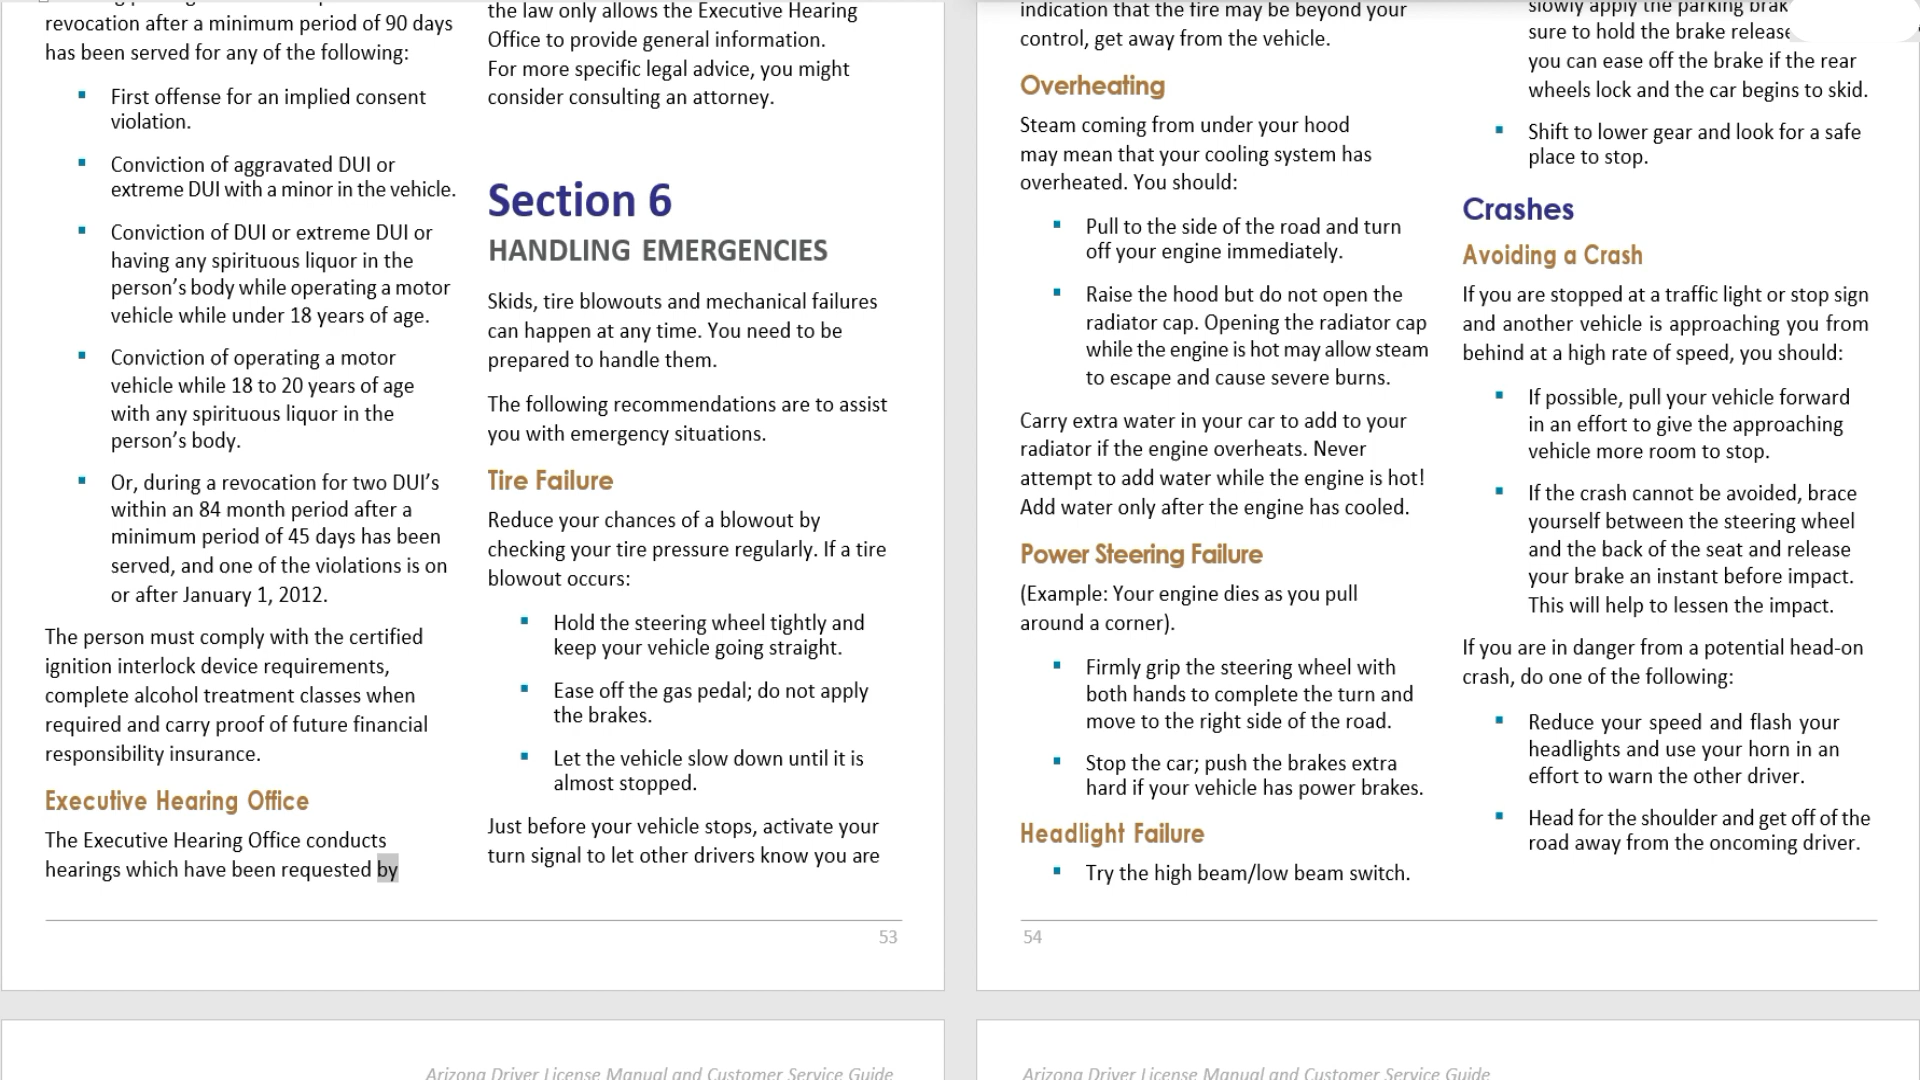 revocation after a minimum period of 90 days
has been served for any of the following:
▪ First offense for an implied consent
violation.
▪ Conviction of aggravated DUI or
extreme DUI with a minor in the vehicle.
▪ Conviction of DUI or extreme DUI or
having any spirituous liquor in the
person’s body while operating a motor
vehicle while under 18 years of age.
▪ Conviction of operating a motor
vehicle while 18 to 20 years of age
with any spirituous liquor in the
person’s body.
▪ Or, during a revocation for two DUI’s
within an 84 month period after a
minimum period of 45 days has been
served, and one of the violations is on
or after January 1, 2012.
The person must comply with the certified
ignition interlock device requirements,
complete alcohol treatment classes when
required and carry proof of future financial
responsibility insurance.
Executive Hearing Office
The Executive Hearing Office conducts
hearings which have been requested by
the law only allows the Executive Hearing
Office to provide general information.
For more specific legal advice, you might
consider consulting an attorney.
Section 6
HANDLING EMERGENCIES
Skids, tire blowouts and mechanical failures
can happen at any time. You need to be
prepared to handle them.
The following recommendations are to assist
you with emergency situations.
Tire Failure
Reduce your chances of a blowout by
checking your tire pressure regularly. If a tire
blowout occurs:
▪ Hold the steering wheel tightly and
keep your vehicle going straight.
▪ Ease off the gas pedal; do not apply
the brakes.
▪ Let the vehicle slow down until it is
almost stopped.
Just before your vehicle stops, activate your
turn signal to let other drivers know you are
53
indication that the fire may be beyond your
control, get away from the vehicle.
Overheating
Steam coming from under your hood
may mean that your cooling system has
overheated. You should:
▪ Pull to the side of the road and turn
off your engine immediately.
▪ Raise the hood but do not open the
radiator cap. Opening the radiator cap
while the engine is hot may allow steam
to escape and cause severe burns.
Carry extra water in your car to add to your
radiator if the engine overheats. Never
attempt to add water while the engine is hot!
Add water only after the engine has cooled.
Power Steering Failure
(Example: Your engine dies as you pull
around a corner).
▪ Firmly grip the steering wheel with
both hands to complete the turn and
move to the right side of the road.
▪ Stop the car; push the brakes extra
hard if your vehicle has power brakes.
Headlight Failure
▪ Try the high beam/low beam switch.
slowly apply the parking brak
sure to hold the brake release
you can ease off the brake if the rear
wheels lock and the car begins to skid.
▪ Shift to lower gear and look for a safe
place to stop.
Crashes
Avoiding a Crash
If you are stopped at a traffic light or stop sign
and another vehicle is approaching you from
behind at a high rate of speed, you should:
▪ If possible, pull your vehicle forward
in an effort to give the approaching
vehicle more room to stop.
▪ If the crash cannot be avoided, brace
yourself between the steering wheel
and the back of the seat and release
your brake an instant before impact.
This will help to lessen the impact.
If you are in danger from a potential head-on
crash, do one of the following:
▪ Reduce your speed and flash your
headlights and use your horn in an
effort to warn the other driver.
▪ Head for the shoulder and get off of the
road away from the oncoming driver.
54
Arizona Driver License Manual and Customer Service Guide
Arizona Driver License Manual and Customer Service Guide